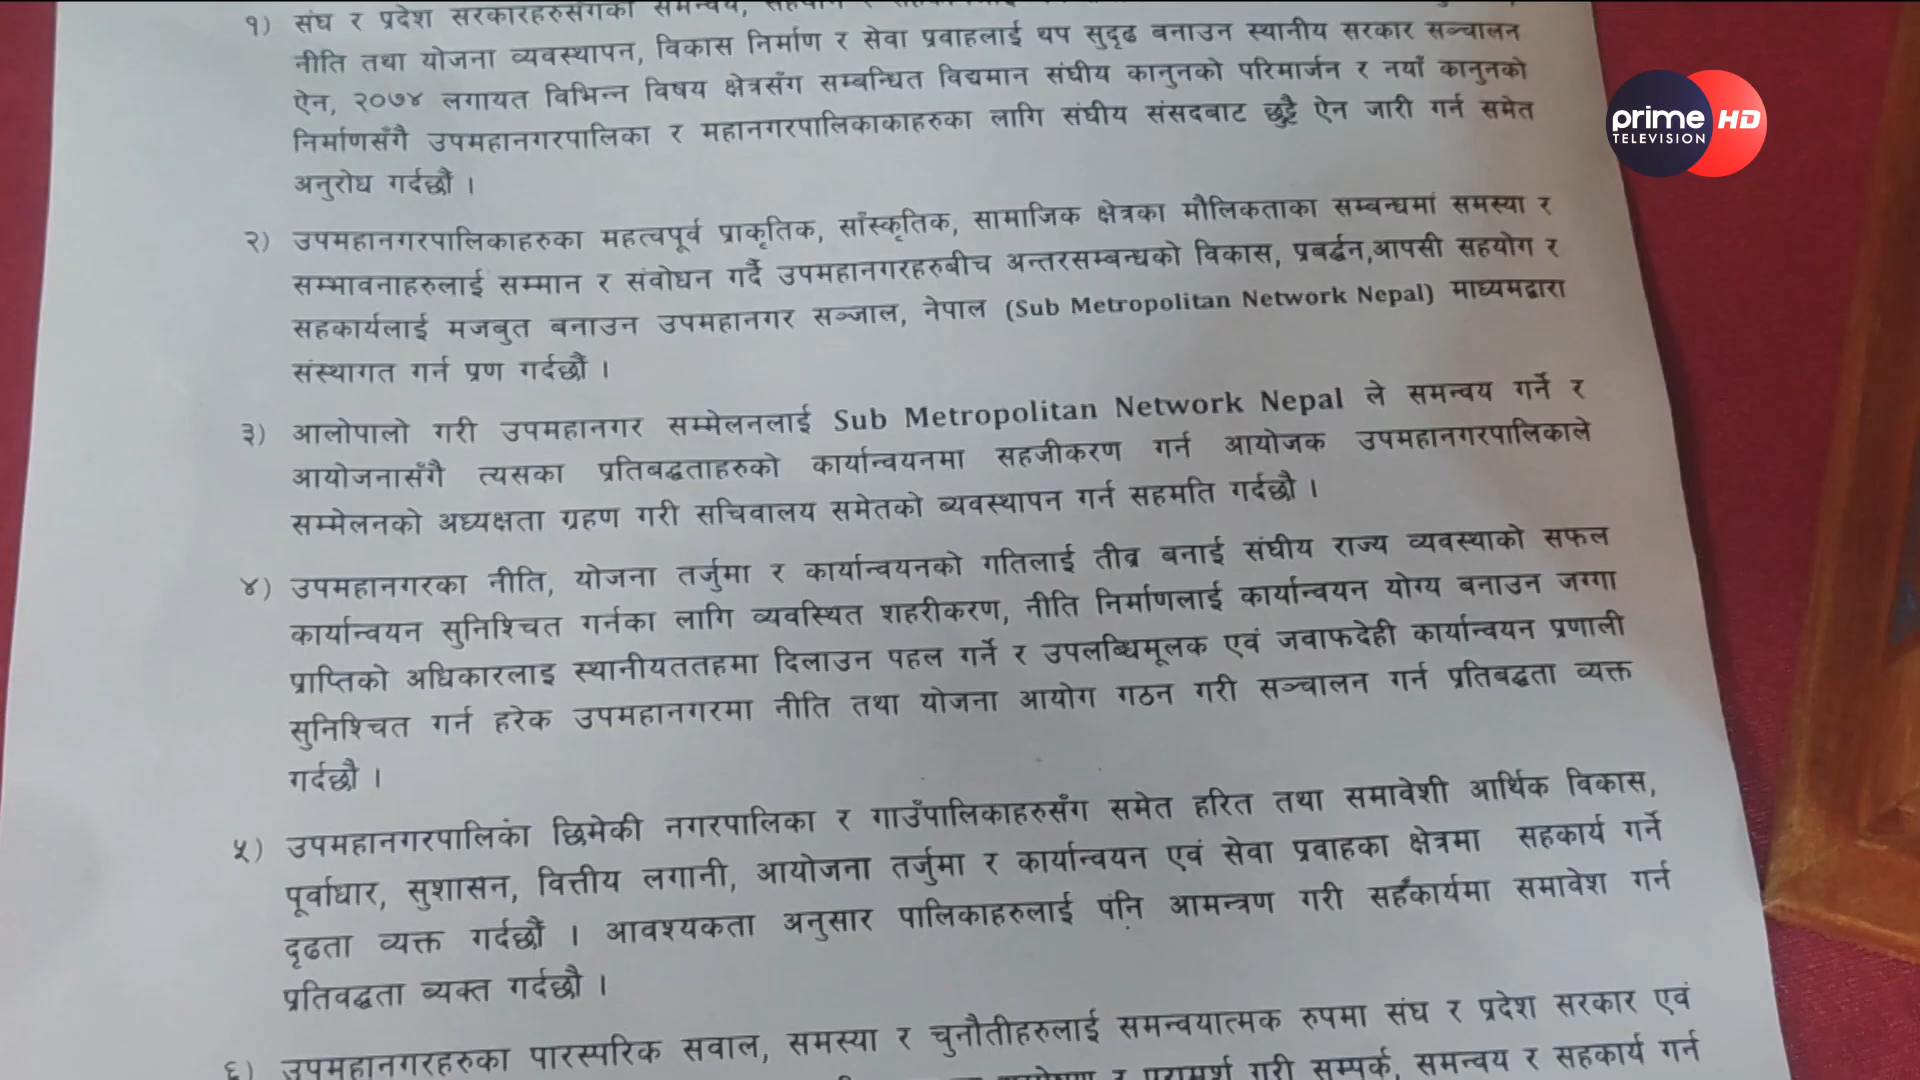 १) संघ र प्रदेश सरकारहरुसँगको समन्वय,
नीति तथा योजना व्यवस्थापन, विकास निर्माण र सेवा प्रवाहलाई थप सुदृढ बनाउन स्थानीय सरकार सञ्चालन
ऐन, २०७४ लगायत विभिन्न विषय क्षेत्रसँग सम्बन्धित विद्यमान संघीय कानुनको परिमार्जन र नयाँ कानुनको
निर्माणसँगै उपमहानगरपालिका र महानगरपालिकाकाहरुका लागि संघीय संसदबाट छुट्टै ऐन जारी गर्न समेत
अनुरोध गर्दछौं ।
prime HD
TELEVISION
२) उपमहानगरपालिकाहरुका महत्वपूर्व प्राकृतिक, साँस्कृतिक, सामाजिक क्षेत्रका मौलिकताका सम्बन्धमां समस्या र
सम्भावनाहरुलाई सम्मान र संवोधन गर्दै उपमहानगरहरुबीच अन्तरसम्बन्धको विकास, प्रबर्द्धन,आपसी सहयोग र
सहकार्यलाई मजबुत बनाउन उपमहानगर सञ्जाल, नेपाल (Sub Metropolitan Network Nepal) माध्यमद्वारा
संस्थागत गर्न प्रण गर्दछौं ।
३) आलोपालो गरी उपमहानगर सम्मेलनलाई Sub Metropolitan Network Nepal ले समन्वय गर्ने र
आयोजनासँगै त्यसका प्रतिबद्धताहरुको कार्यान्वयनमा सहजीकरण गर्न आयोजक उपमहानगरपालिकाले
सम्मेलनको अध्यक्षता ग्रहण गरी सचिवालय समेतको ब्यवस्थापन गर्न सहमति गर्दछौ ।
४) उपमहानगरका नीति, योजना तर्जुमा र कार्यान्वयनको गतिलाई तीब्र बनाई संघीय राज्य व्यवस्थाको सफल
कार्यान्वयन सुनिश्चित गर्नका लागि व्यवस्थित शहरीकरण, नीति निर्माणलाई कार्यान्वयन योग्य बनाउन जग्गा
प्राप्तिको अधिकारलाइ स्थानीयततहमा दिलाउन पहल गर्ने र उपलब्धिमूलक एवं जवाफदेही कार्यान्वयन प्रणाली
सुनिश्चित गर्न हरेक उपमहानगरमा नीति तथा योजना आयोग गठन गरी सञ्चालन गर्न प्रतिबद्धता व्यक्त
गर्दछौ ।
५) उपमहानगरपालिकां छिमेकी नगरपालिका र गाउँपालिकाहरुसँग समेत हरित तथा समावेशी आर्थिक विकास,
पूर्वाधार, सुशासन, वित्तीय लगानी, आयोजना तर्जुमा र कार्यान्वयन एवं सेवा प्रवाहका क्षेत्रमा सहकार्य गर्ने
दृढता व्यक्त गर्दछौं । आवश्यकता अनुसार पालिकाहरुलाई पनि आमन्त्रण गरी सहँकार्यमा समावेश गर्न
प्रतिवद्धता ब्यक्त गर्दछौ ।
६) उपमहानगरहरुका पारस्परिक सवाल, समस्या र चुनौतीहरुलाई समन्वयात्मक रुपमा संघ र प्रदेश सरकार एवं
र परामर्श गरी सम्पर्क, समन्वय र सहकार्य गर्न